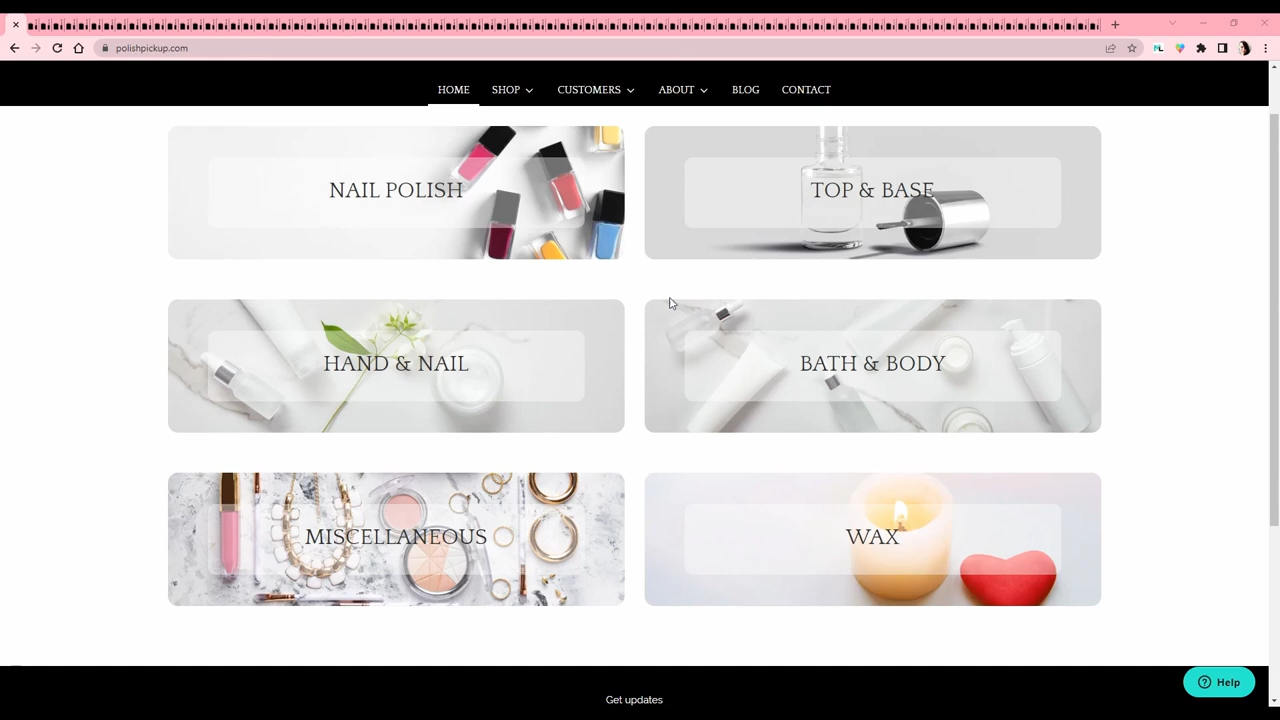 polishpickup.com
HOME SHOP CUSTOMERS ABOUT BLOG CONTACT
NAIL POLISH
TOP & BASE
HAND & NAIL
BATH & BODY
MISCELLANEOUS
WAX
Help
Get updates